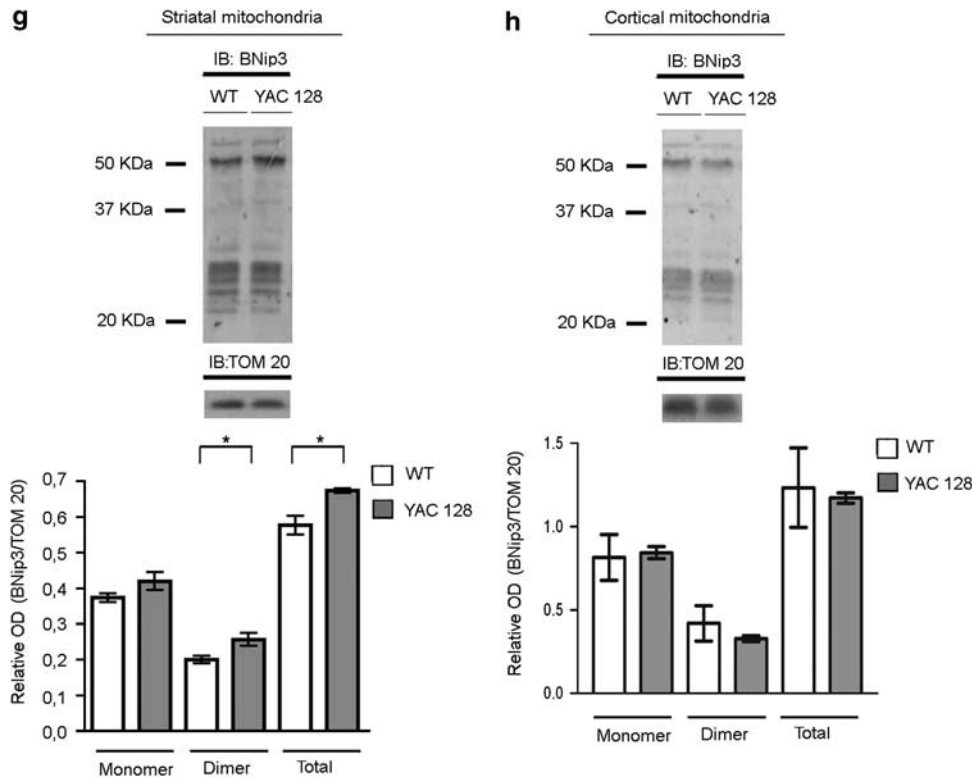 g
Striatal mitochondria
IB: BNip3
WT YAC 128
50 KDa
37 KDa
20 KDa
IB:TOM 20
* *
Relative OD (BNip3/TOM 20)
0,7
0,6
0,5
0,4
0,3
0,2
0,1
0,0
WT
YAC 128
Monomer Dimer Total
h
Cortical mitochondria
IB: BNip3
WT YAC 128
50 KDa
37 KDa
20 KDa
IB:TOM 20
Relative OD (BNip3/TOM 20)
1.5
1.0
0.5
0.0
WT
YAC 128
Monomer Dimer Total